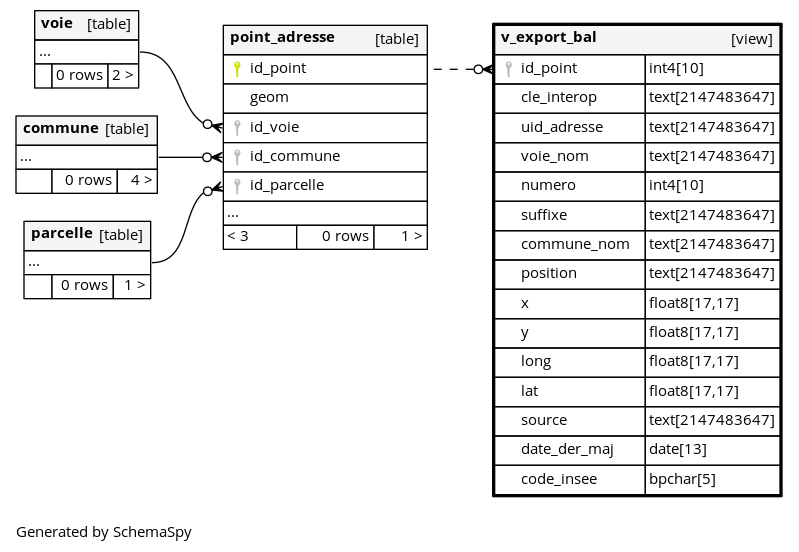 voie [table]
...
0 rows 2 >
commune [table]
...
0 rows 4 >
parcelle [table]
...
0 rows 1 >
point_adresse [table]
id_point
geom
id_voie
id_commune
id_parcelle
...
< 3 0 rows 1 >
v_export_bal [view]
id_point int4[10]
cle_interop text[2147483647]
uid_adresse text[2147483647]
voie_nom text[2147483647]
numero int4[10]
suffixe text[2147483647]
commune_nom text[2147483647]
position text[2147483647]
x float8[17,17]
y float8[17,17]
long float8[17,17]
lat float8[17,17]
source text[2147483647]
date_der_maj date[13]
code_insee bpchar[5]
Generated by SchemaSpy